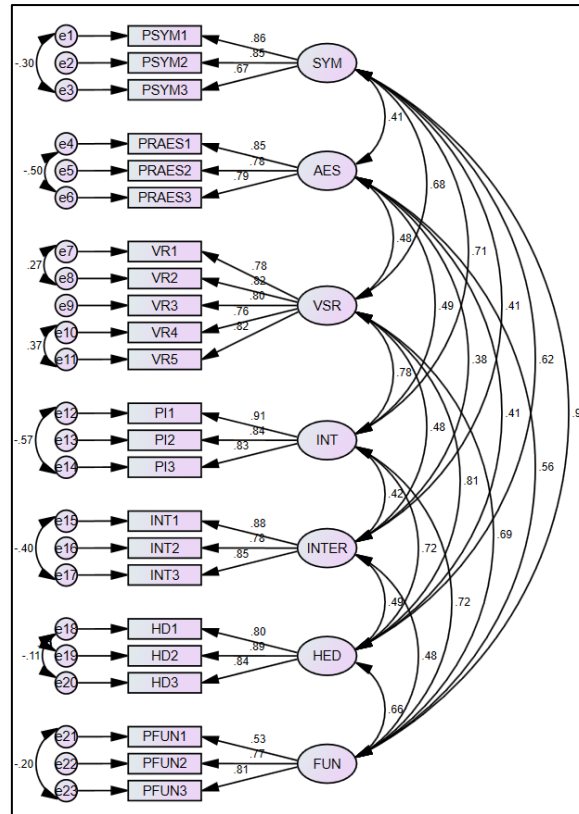 e1 PSYM1 .86
-.30 e2 PSYM2 .85 SYM
e3 PSYM3 .67
.41
e4 PRAES1 .85
-.50 e5 PRAES2 .78 AES
e6 PRAES3 .79
.68
.48 .71
e7 VR1 .78
.27 e8 VR2 .82
e9 VR3 .80 VSR .49 .41
e10 VR4 .76
.37 e11 VR5 .82
.38 .62
.78
.9
e12 PI1 .91
-.57 e13 PI2 .84 INT .48 .41
e14 PI3 .83
.81 .56
.42
e15 INT1 .88
-.40 e16 INT2 .78 INTER .69
e17 INT3 .85
.72 .72
.49 .48
e18 HD1 .80
-.11 e19 HD2 .89 HED
e20 HD3 .84
.66
e21 PFUN1 .53
-.20 e22 PFUN2 .77 FUN
e23 PFUN3 .81